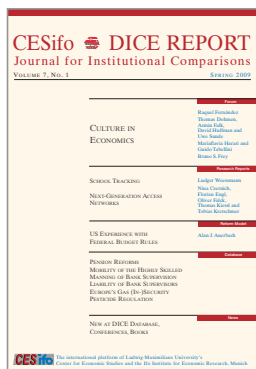 CESifo DICE REPORT
Journal for Institutional Comparisons
VOLUME 7, NO. 1 SPRING 2009
Forum
CULTURE IN
ECONOMICS
Raquel Fernández
Thomas Dohmen,
Armin Falk,
David Huffman and
Uwe Sunde
Mariaflavia Harari and
Guido Tabellini
Bruno S. Frey
Research Reports
SCHOOL TRACKING Ludger Woessmann
NEXT-GENERATION ACCESS
NETWORKS
Nina Czernich,
Florian Engl,
Oliver Falck,
Thomas Kiessl and
Tobias Kretschmer
Reform Model
US EXPERIENCE WITH
FEDERAL BUDGET RULES
Alan J. Auerbach
Database
PENSION REFORMS
MOBILITY OF THE HIGHLY SKILLED
MANNING OF BANK SUPERVISION
LIABILITY OF BANK SUPERVISORS
EUROPE'S GAS (IN-)SECURITY
PESTICIDE REGULATION
News
NEW AT DICE DATABASE,
CONFERENCES, BOOKS
CESifo The international platform of Ludwig-Maximilians University's
Center for Economic Studies and the Ifo Institute for Economic Research, Munich